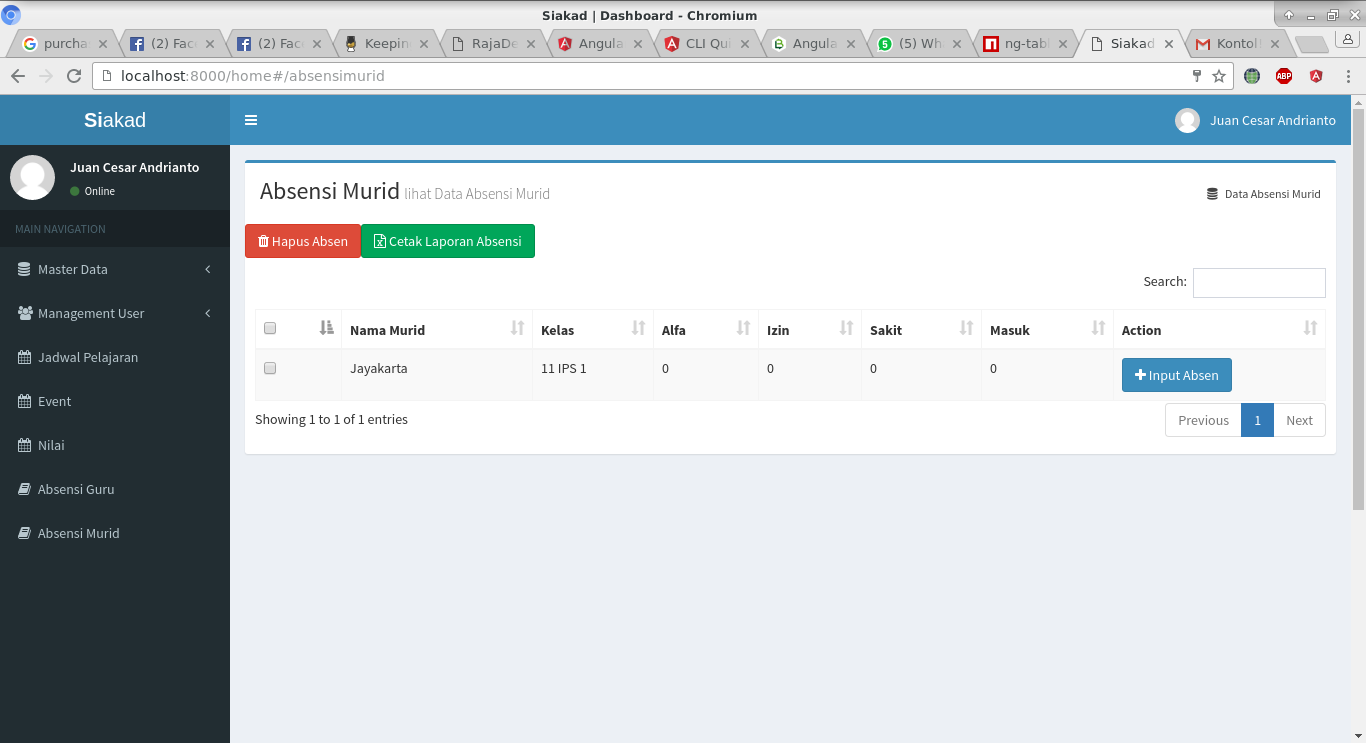 Siakad | Dashboard - Chromium
purcha (2) Fac (2) Fac Keepin RajaDe Angula CLI Qui Angula (5) Wh ng-tabl Siakad Kontol
localhost:8000/home#/absensimurid ABP
Siakad Juan Cesar Andrianto
Juan Cesar Andrianto
Online
MAIN NAVIGATION
Master Data
Management User
Jadwal Pelajaran
Event
Nilai
Absensi Guru
Absensi Murid
Absensi Murid lihat Data Absensi Murid Data Absensi Murid
Hapus Absen Cetak Laporan Absensi
Search:
Nama Murid Kelas Alfa Izin Sakit Masuk Action
Jayakarta 11 IPS 1 0 0 0 0 Input Absen
Showing 1 to 1 of 1 entries Previous 1 Next